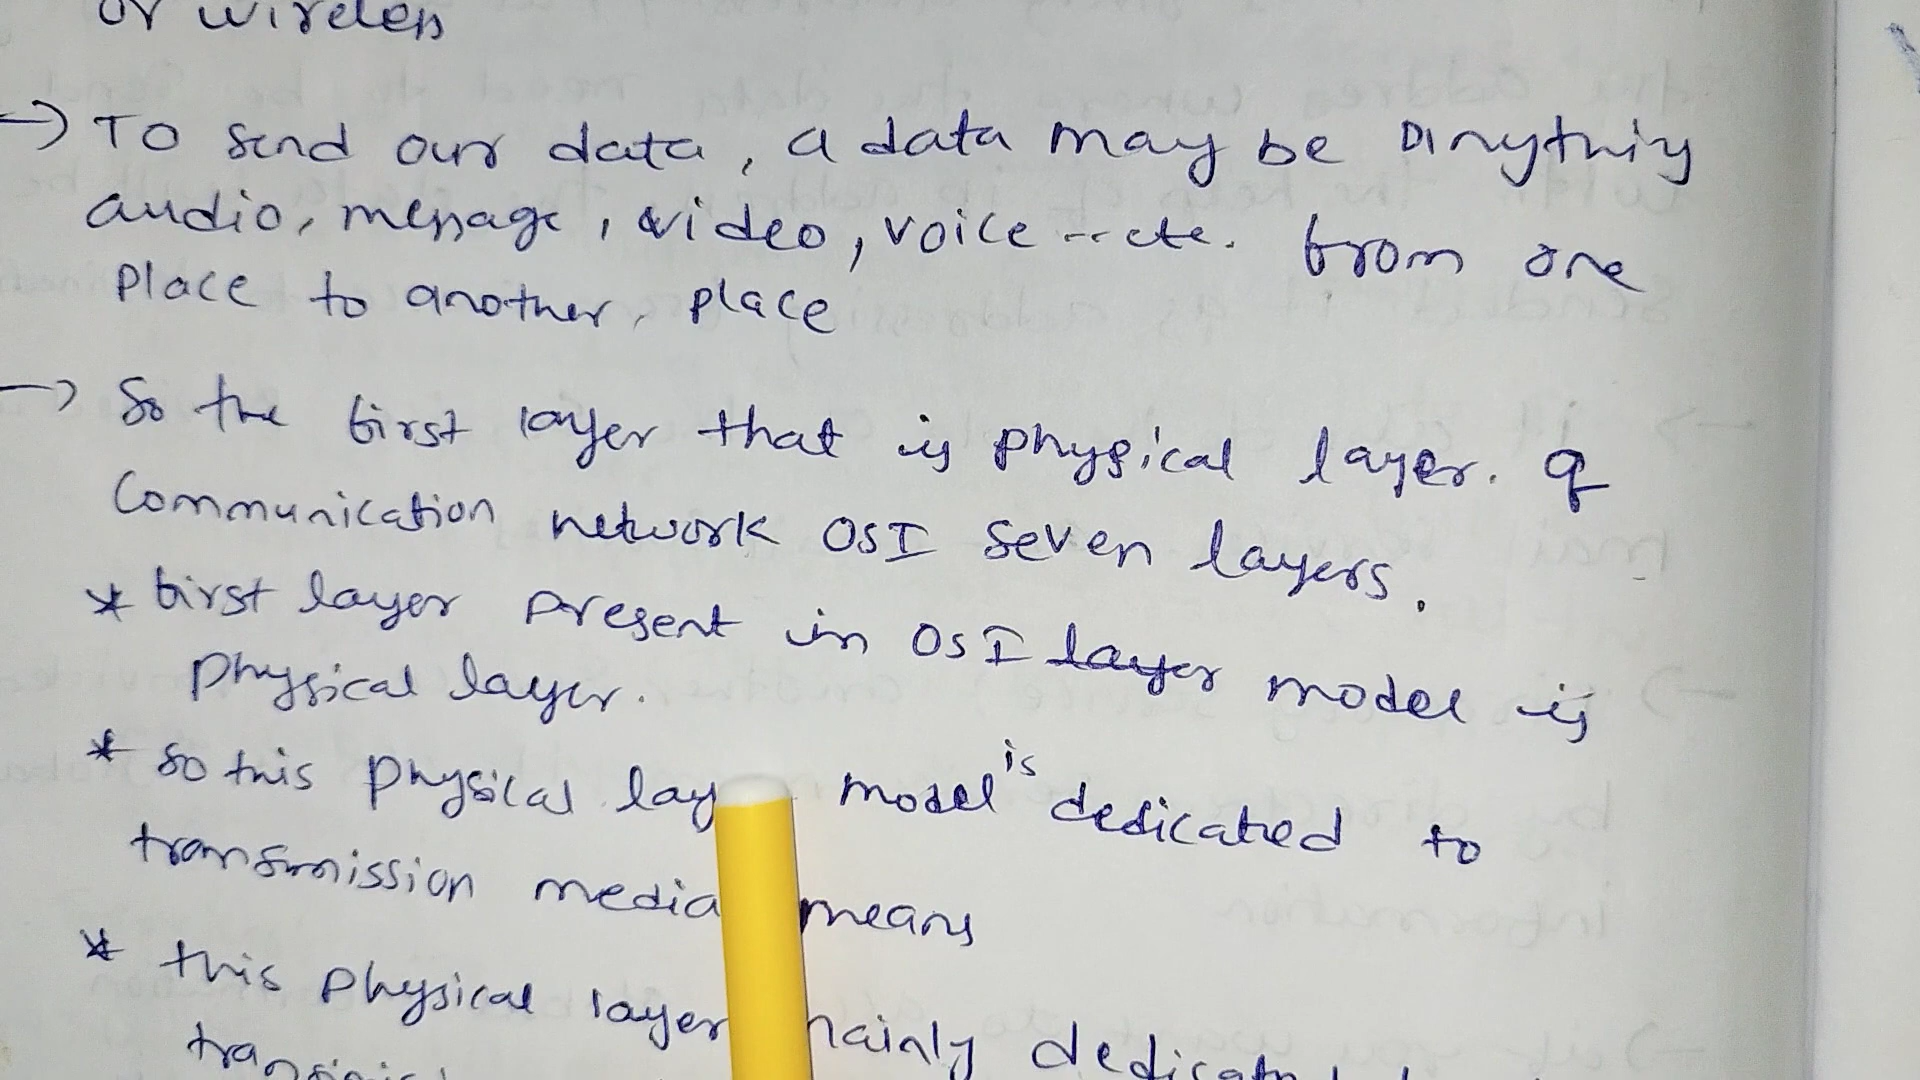 or wireless
→ To send our data, a data may be anything
audio, message, video, voice --etc. from one
place to another, place
→ So the first layer that is physical layer. of
Communication network OSI seven layers.
* first layer present in OSI layer model is
physical layer.
* so this physical lay model is dedicated to
transmission media means
* this physical layer mainly dedicated